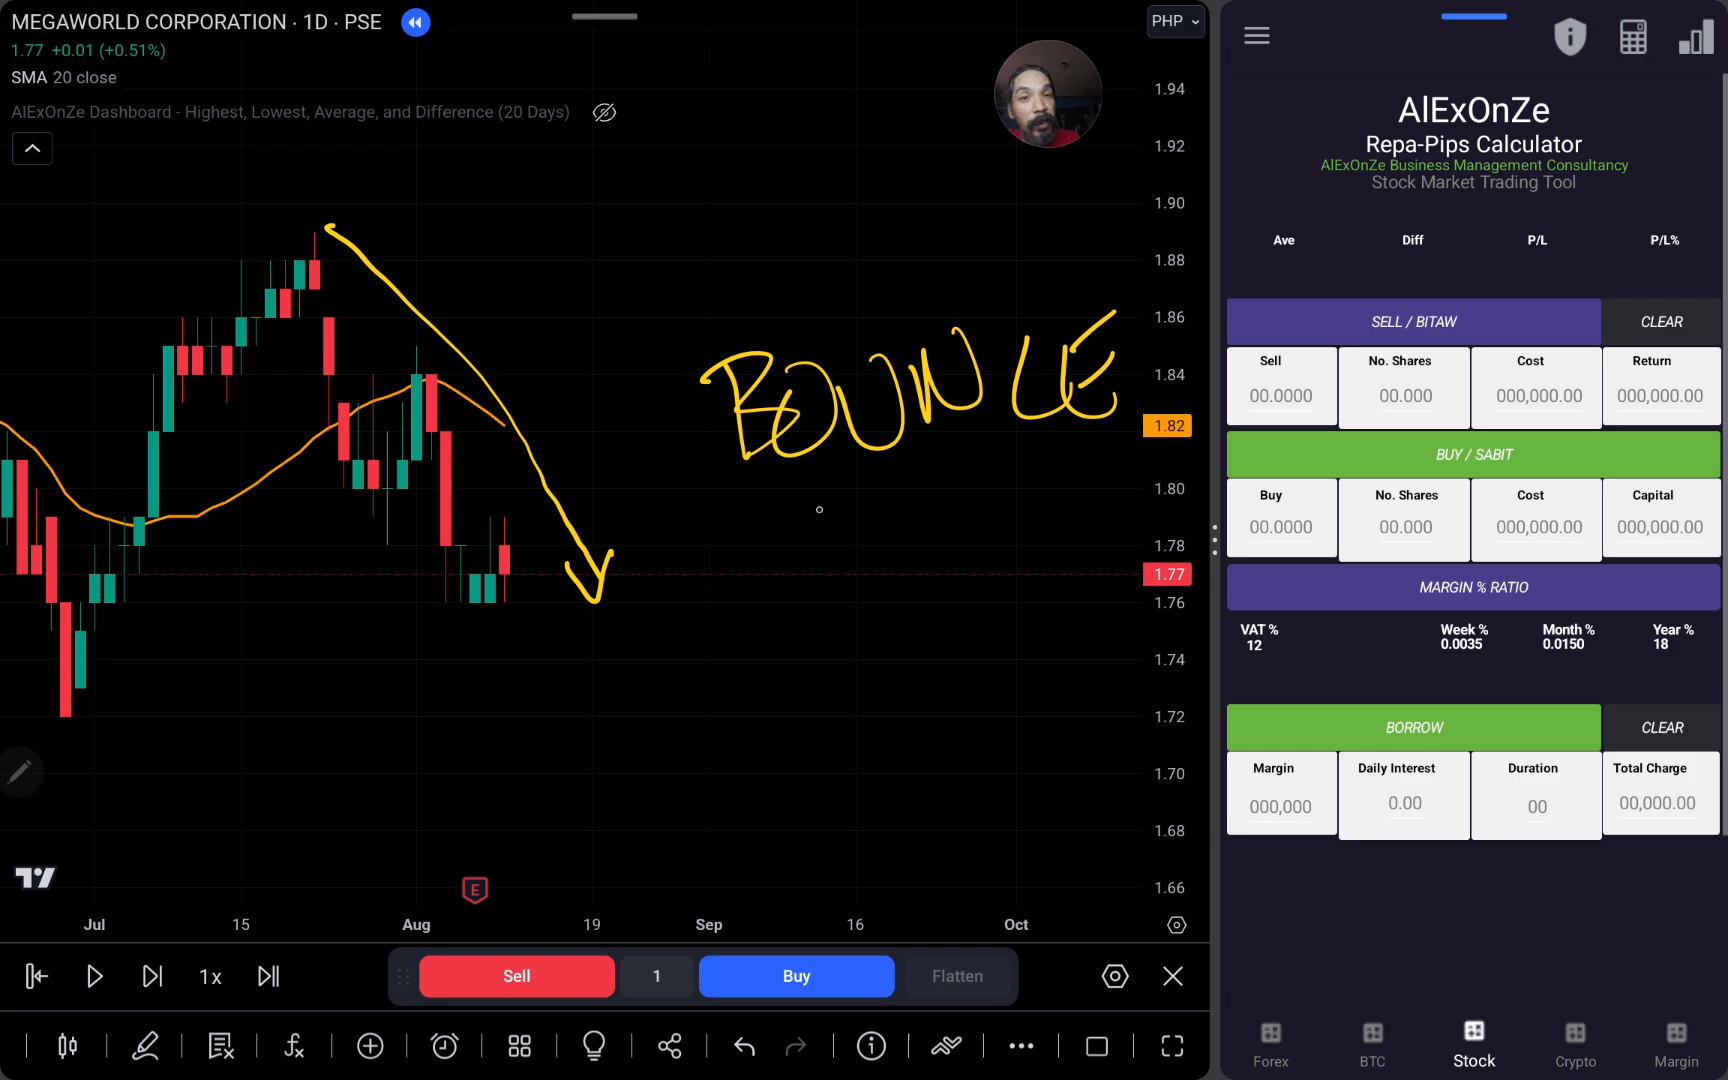 MEGAWORLD CORPORATION · 1D · PSE
PHP
1.77 +0.01 (+0.51%)
SMA 20 close
AlExOnZe Dashboard - Highest, Lowest, Average, and Difference (20 Days)
1.94
1.92
1.90
1.88
1.86
1.84
1.82
1.80
1.78
1.77
1.76
1.74
1.72
1.70
1.68
1.66
BOUNCE
E
Jul 15 Aug 19 Sep 16 Oct
1x
Sell 1 Buy Flatten
AlExOnZe
Repa-Pips Calculator
AlExOnZe Business Management Consultancy
Stock Market Trading Tool
Ave Diff P/L P/L%
SELL / BITAW CLEAR
Sell No. Shares Cost Return
00.0000 00.000 000,000.00 000,000.00
BUY / SABIT
Buy No. Shares Cost Capital
00.0000 00.000 000,000.00 000,000.00
MARGIN % RATIO
VAT % Week % Month % Year %
12 0.0035 0.0150 18
BORROW CLEAR
Margin Daily Interest Duration Total Charge
000,000 0.00 00 00,000.00
Forex BTC Stock Crypto Margin